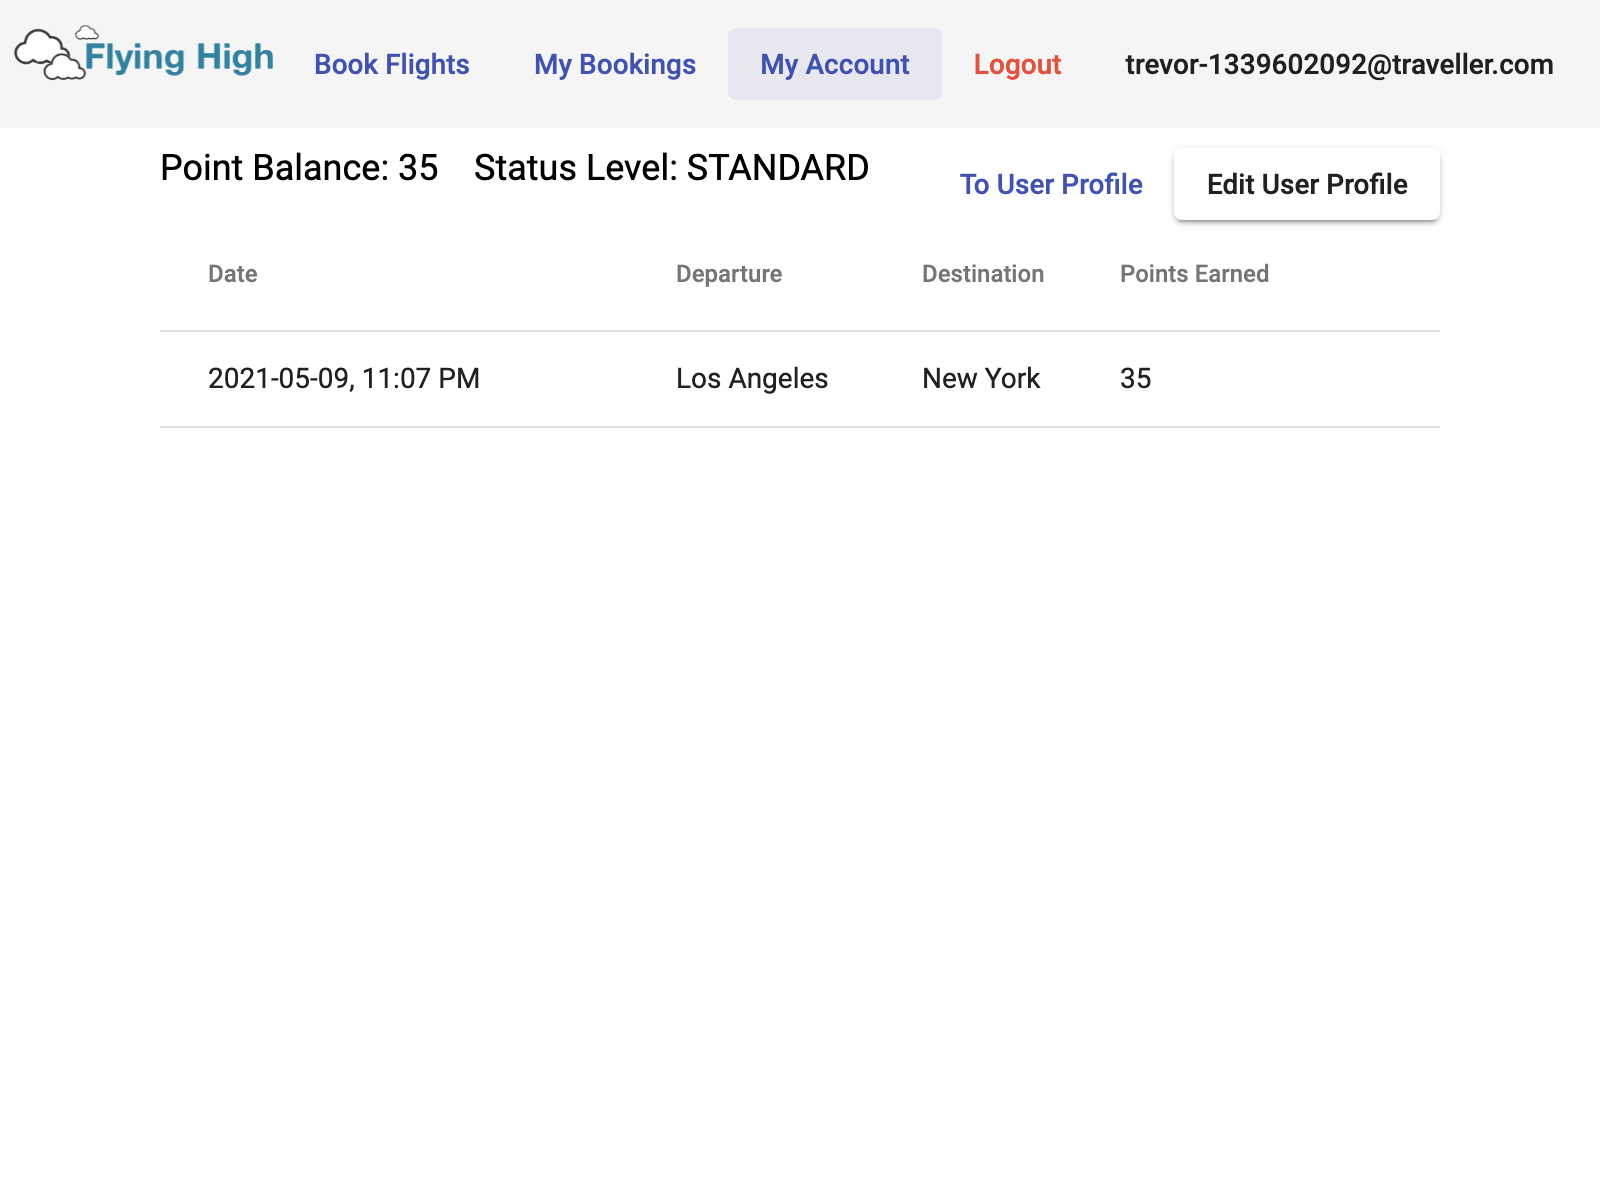 Flying High Book Flights My Bookings My Account Logout trevor-1339602092@traveller.com
Point Balance: 35 Status Level: STANDARD To User Profile Edit User Profile
Date Departure Destination Points Earned
2021-05-09, 11:07 PM Los Angeles New York 35